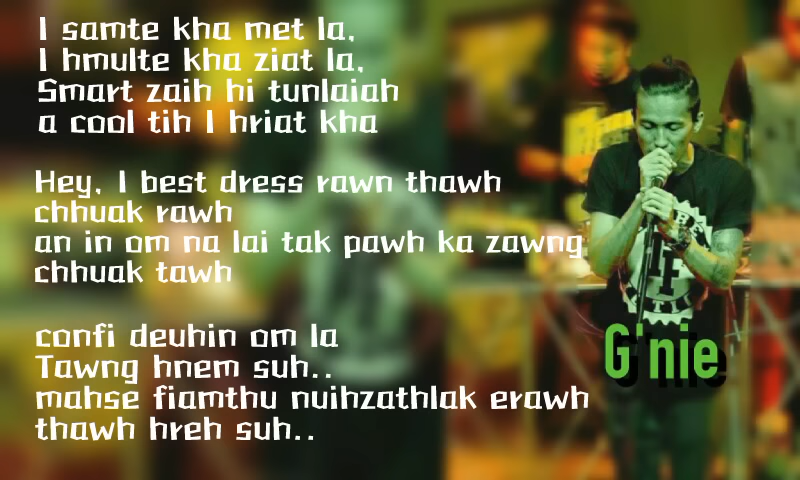 I samte kha met la,
I hmulte kha ziat la,
Smart zaih hi tunlaiah
a cool tih I hriat kha
Hey, I best dress rawn thawh
chhuak rawh
an in om na lai tak pawh ka zawng
chhuak tawh
confi deuhin om la
Tawng hnem suh..
mahse fiamthu nuihzathlak erawh
thawh hreh suh..
G'nie